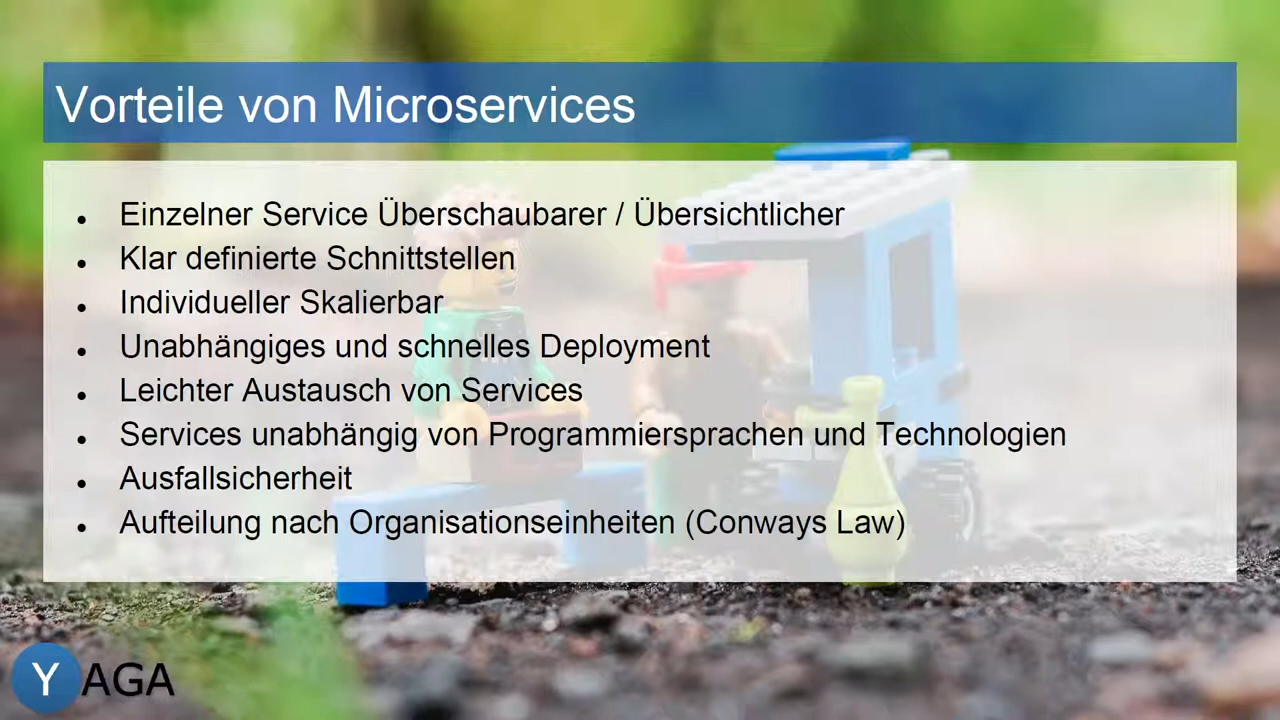 Vorteile von Microservices
• Einzelner Service Überschaubarer / Übersichtlicher
• Klar definierte Schnittstellen
• Individueller Skalierbar
• Unabhängiges und schnelles Deployment
• Leichter Austausch von Services
• Services unabhängig von Programmiersprachen und Technologien
• Ausfallsicherheit
• Aufteilung nach Organisationseinheiten (Conways Law)
YAGA